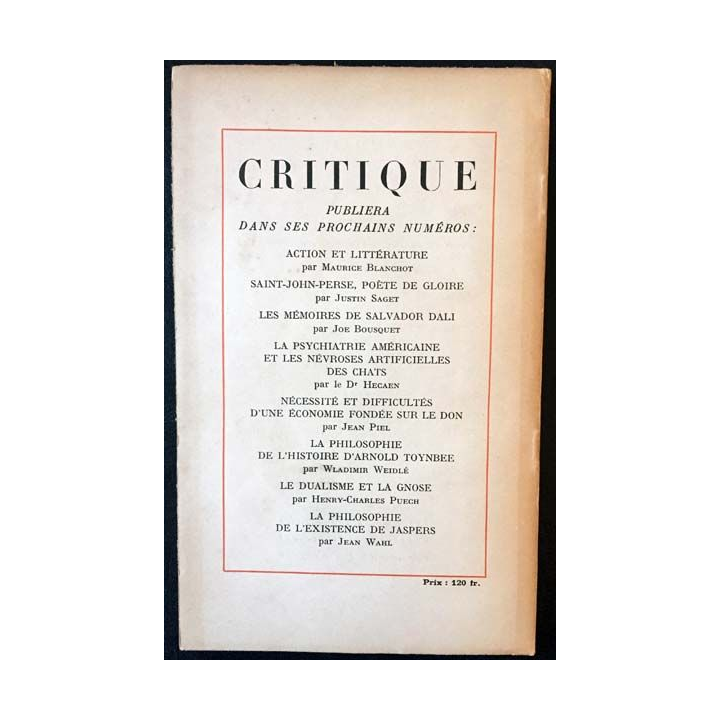 CRITIQUE
PUBLIERA
DANS SES PROCHAINS NUMÉROS :
ACTION ET LITTÉRATURE
par MAURICE BLANCHOT
SAINT-JOHN-PERSE, POÈTE DE GLOIRE
par JUSTIN SAGET
LES MÉMOIRES DE SALVADOR DALI
par JOE BOUSQUET
LA PSYCHIATRIE AMÉRICAINE
ET LES NÉVROSES ARTIFICIELLES
DES CHATS
par le Dr HECAEN
NÉCESSITÉ ET DIFFICULTÉS
D'UNE ÉCONOMIE FONDÉE SUR LE DON
par JEAN PIEL
LA PHILOSOPHIE
DE L'HISTOIRE D'ARNOLD TOYNBEE
par WLADIMIR WEIDLÉ
LE DUALISME ET LA GNOSE
par HENRY-CHARLES PUECH
LA PHILOSOPHIE
DE L'EXISTENCE DE JASPERS
par JEAN WAHL
Prix : 120 fr.